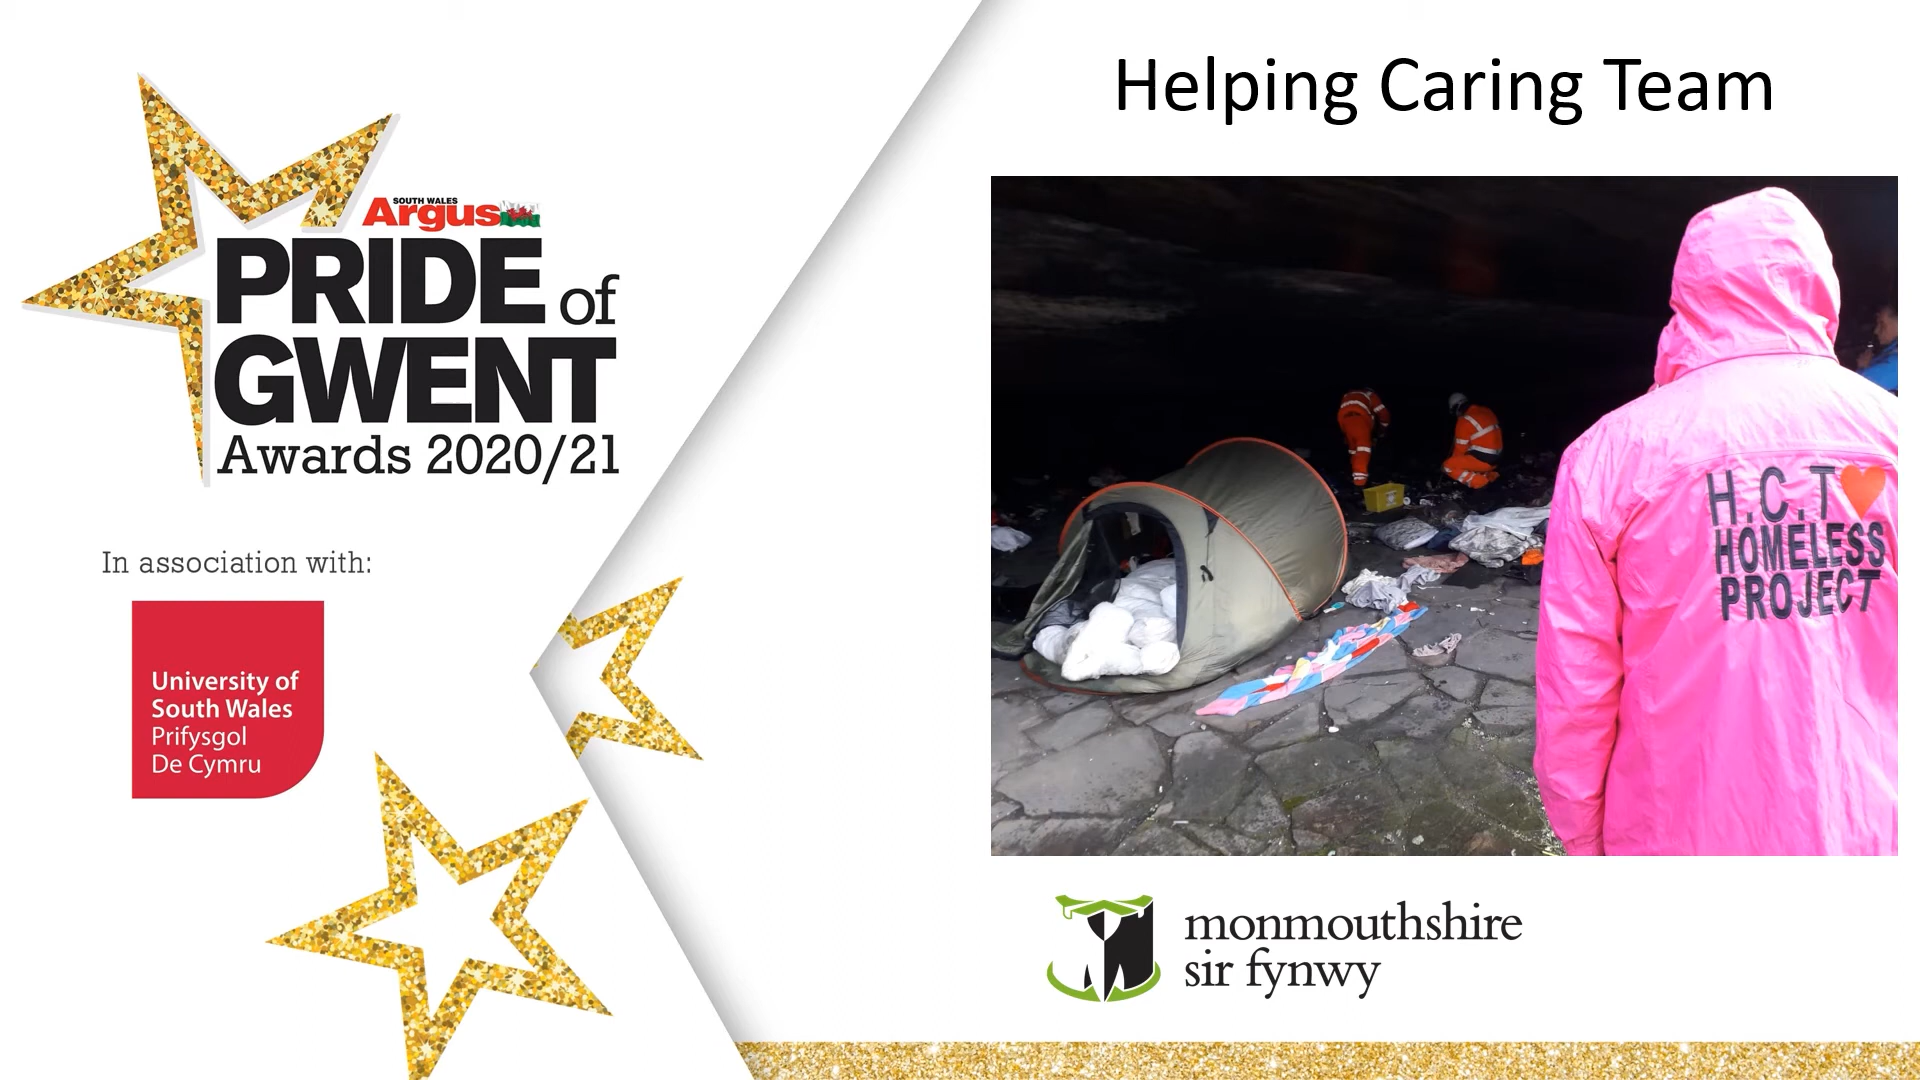 SOUTH WALES
Argus
PRIDE of
GWENT
Awards 2020/21
In association with:
University of
South Wales
Prifysgol
De Cymru
Helping Caring Team
H.C.T
HOMELESS
PROJECT
monmouthshire
sir fynwy